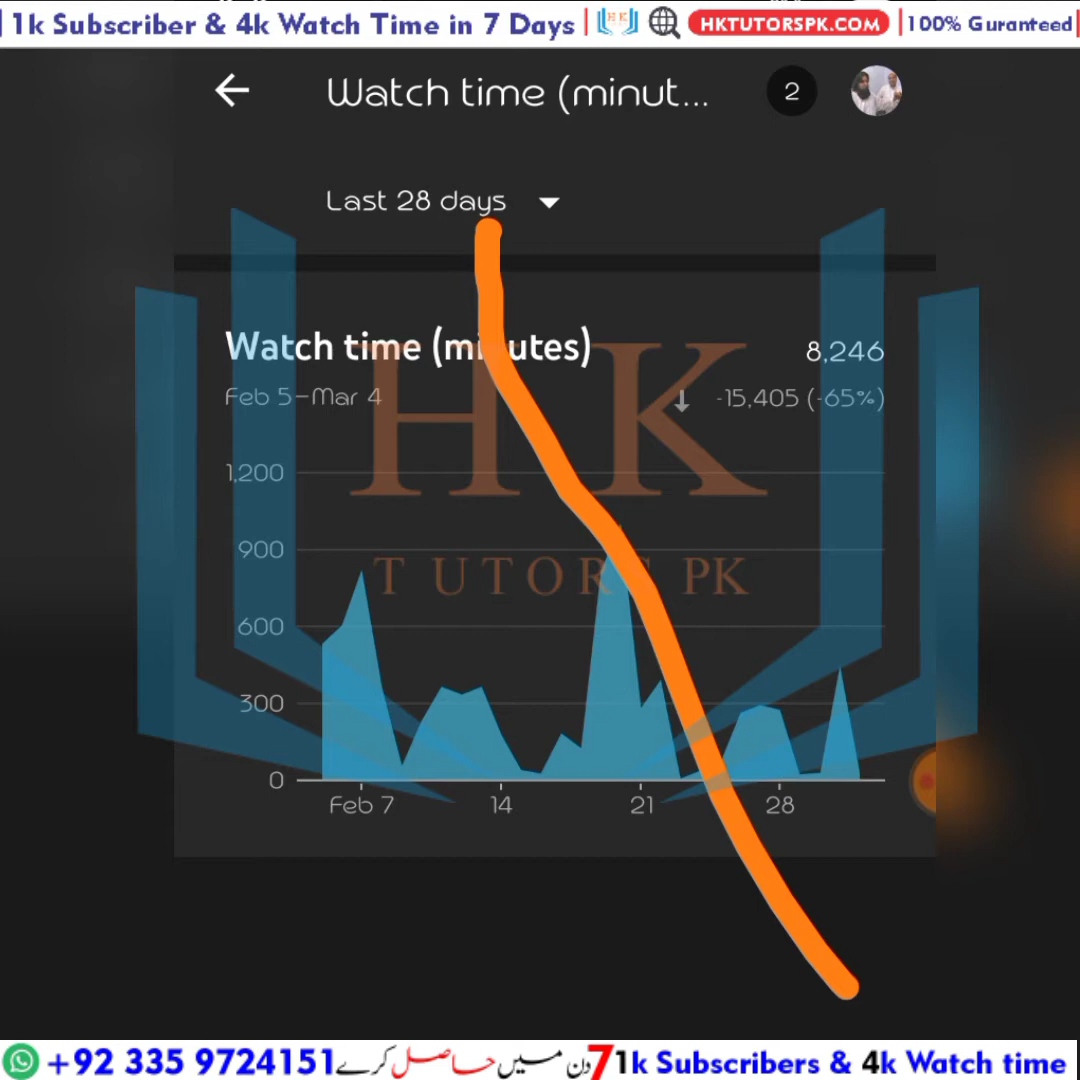 1k Subscriber & 4k Watch Time in 7 Days | HK HKTUTORSPK.COM | 100% Guranteed
Watch time (minut... 2
Last 28 days
Watch time (minutes) 8,246
Feb 5–Mar 4 ↓ -15,405 (-65%)
HK
TUTORS PK
1,200
900
600
300
0
Feb 7 14 21 28
+92 335 9724151 دن میں حاصل کرے 7 1k Subscribers & 4k Watch time